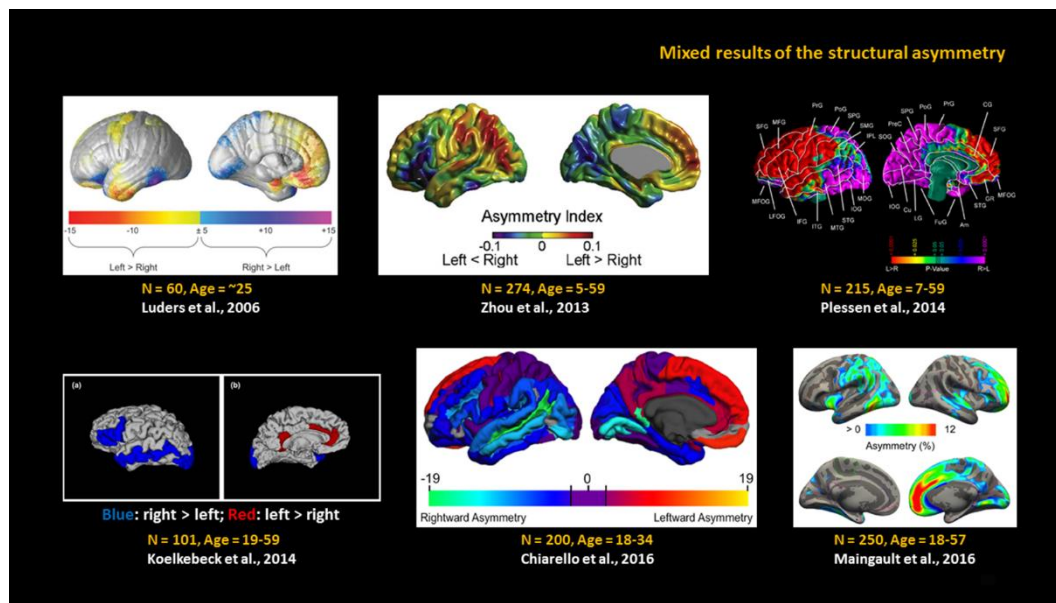 Mixed results of the structural asymmetry
-15 -10 ± 5 +10 +15
Left > Right Right > Left
N = 60, Age = ~25
Luders et al., 2006
Asymmetry Index
-0.1 0 0.1
Left < Right Left > Right
N = 274, Age = 5-59
Zhou et al., 2013
PrG PoG SPG SMG IPL
SFG MFG
MFOG LFOG IFG ITG MTG STG IOG MOG
SOG PreC SPG PoG PrG CG SFG
IOG Cu LG FuG Am STG GR MFOG
L>R P-Value R>L
N = 215, Age = 7-59
Plessen et al., 2014
(a) (b)
Blue: right > left; Red: left > right
N = 101, Age = 19-59
Koelkebeck et al., 2014
-19 0 19
Rightward Asymmetry Leftward Asymmetry
N = 200, Age = 18-34
Chiarello et al., 2016
> 0 12
Asymmetry (%)
N = 250, Age = 18-57
Maingault et al., 2016